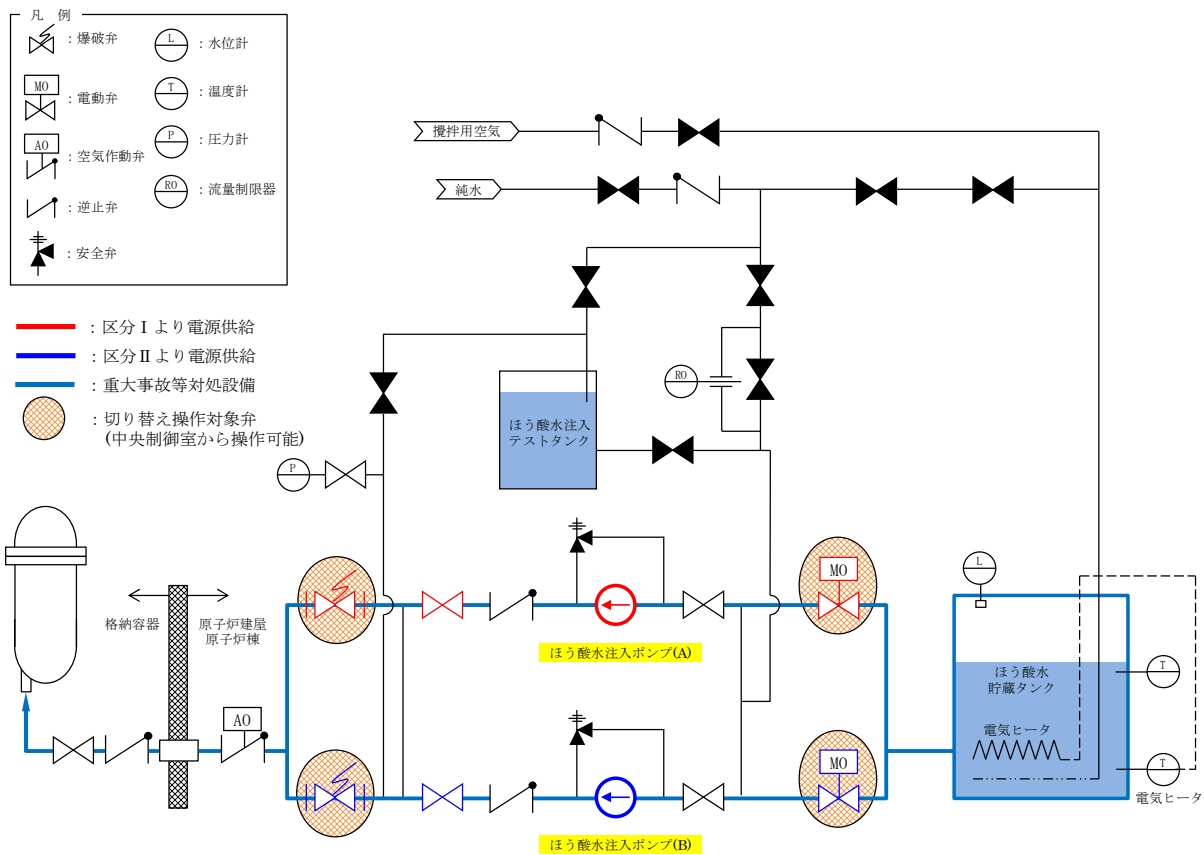 凡 例
：爆破弁
L
：水位計
MO
：電動弁
T
：温度計
AO
：空気作動弁
P
：圧力計
：逆止弁
RO
：流量制限器
：安全弁
：区分Ⅰより電源供給
：区分Ⅱより電源供給
：重大事故等対処設備
：切り替え操作対象弁
(中央制御室から操作可能)
攪拌用空気
純水
RO
ほう酸水注入
テストタンク
P
格納容器
原子炉建屋
原子炉棟
AO
MO
ほう酸水注入ポンプ(A)
MO
ほう酸水注入ポンプ(B)
L
ほう酸水
貯蔵タンク
電気ヒータ
T
T
電気ヒータ